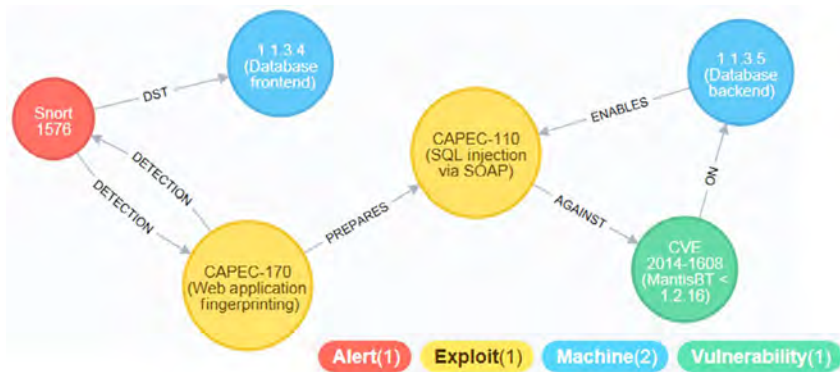 1.1.3.4
(Database
frontend)
1.1.3.5
(Database
backend)
Snort
1576
DST
ENABLES
DETECTION
DETECTION
CAPEC-110
(SQL injection
via SOAP)
ON
PREPARES
AGAINST
CAPEC-170
(Web application
fingerprinting)
CVE
2014-1608
(MantisBT <
1.2.16)
Alert(1)
Exploit(1)
Machine(2)
Vulnerability(1)